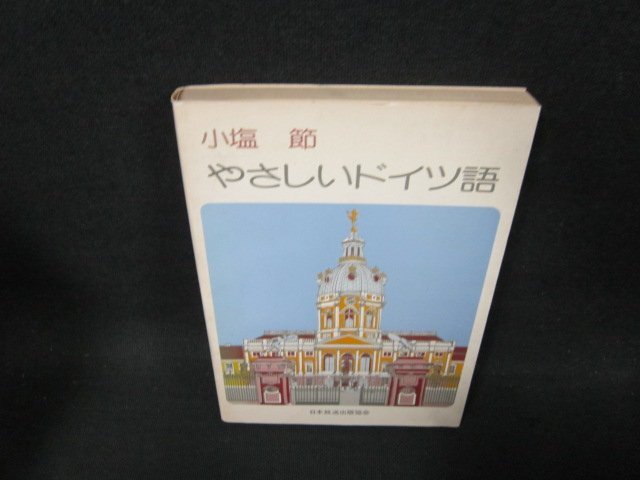 小塩 節
やさしいドイツ語
日本放送出版協会